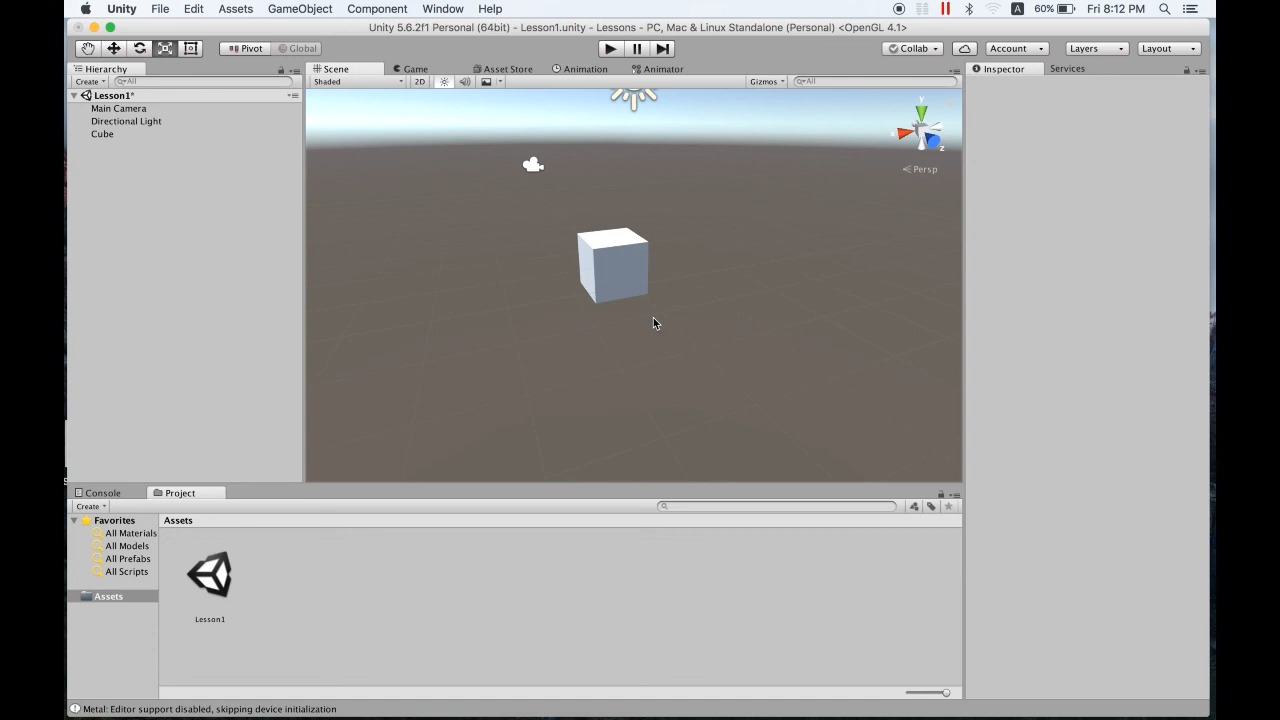 Unity File Edit Assets GameObject Component Window Help 60% Fri 8:12 PM
Unity 5.6.2f1 Personal (64bit) - Lesson1.unity - Lessons - PC, Mac & Linux Standalone (Personal) <OpenGL 4.1>
Pivot Global Collab Account Layers Layout
Hierarchy Scene Game Asset Store Animation Animator Inspector Services
Create All Shaded 2D Gizmos All
Lesson1*
Main Camera
Directional Light
Cube
y
x
z
Persp
Console Project
Create
Favorites Assets
All Materials
All Models
All Prefabs
All Scripts
Assets
Lesson1
Metal: Editor support disabled, skipping device initialization